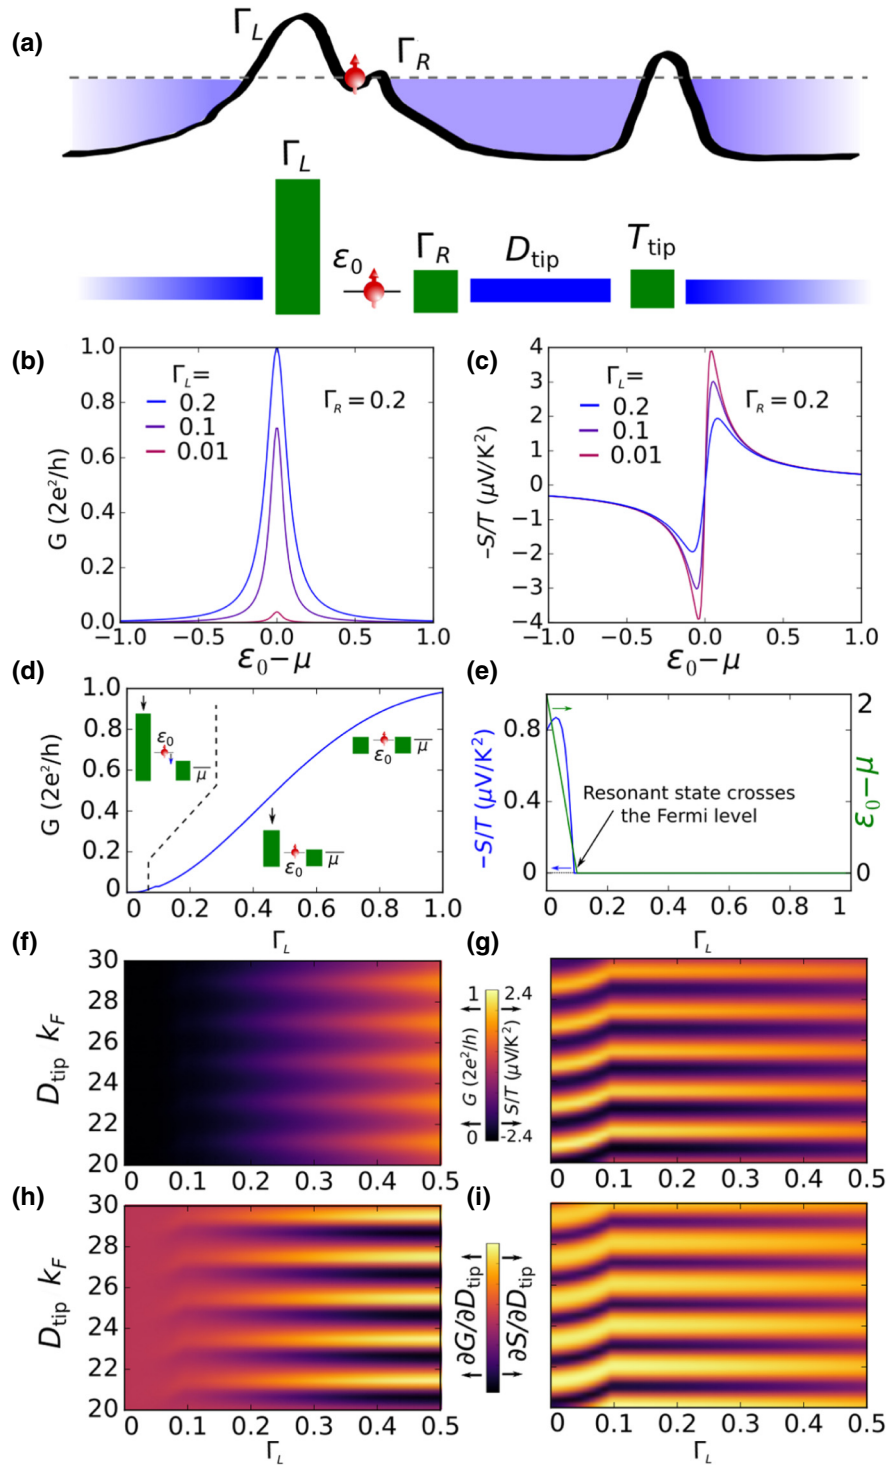 (a)
Γ_L
Γ_R
Γ_L
ε₀
Γ_R
D_tip
T_tip
(b)
G (2e²/h)
1.0
0.8
0.6
0.4
0.2
0.0
Γ_L=
0.2
0.1
0.01
Γ_R = 0.2
−1.0 −0.5 0.0 0.5 1.0
ε₀−μ
(c)
−S/T (μV/K²)
4
3
2
1
0
−1
−2
−3
−4
Γ_L=
0.2
0.1
0.01
Γ_R = 0.2
−1.0 −0.5 0.0 0.5 1.0
ε₀−μ
(d)
G (2e²/h)
1.0
0.8
0.6
0.4
0.2
0
ε₀
μ
ε₀
μ
ε₀
μ
0 0.2 0.4 0.6 0.8 1.0
Γ_L
(e)
−S/T (μV/K²)
0.8
0.4
0
Resonant state crosses
the Fermi level
2
0
ε₀−μ
0 0.2 0.4 0.6 0.8 1
Γ_L
(f)
D_tip k_F
30
28
26
24
22
20
0 0.1 0.2 0.3 0.4 0.5
1 2.4
G (2e²/h)
S/T (μV/K²)
0 -2.4
(g)
0 0.1 0.2 0.3 0.4 0.5
(h)
D_tip k_F
30
28
26
24
22
20
0 0.1 0.2 0.3 0.4 0.5
Γ_L
∂G/∂D_tip
∂S/∂D_tip
(i)
0 0.1 0.2 0.3 0.4 0.5
Γ_L